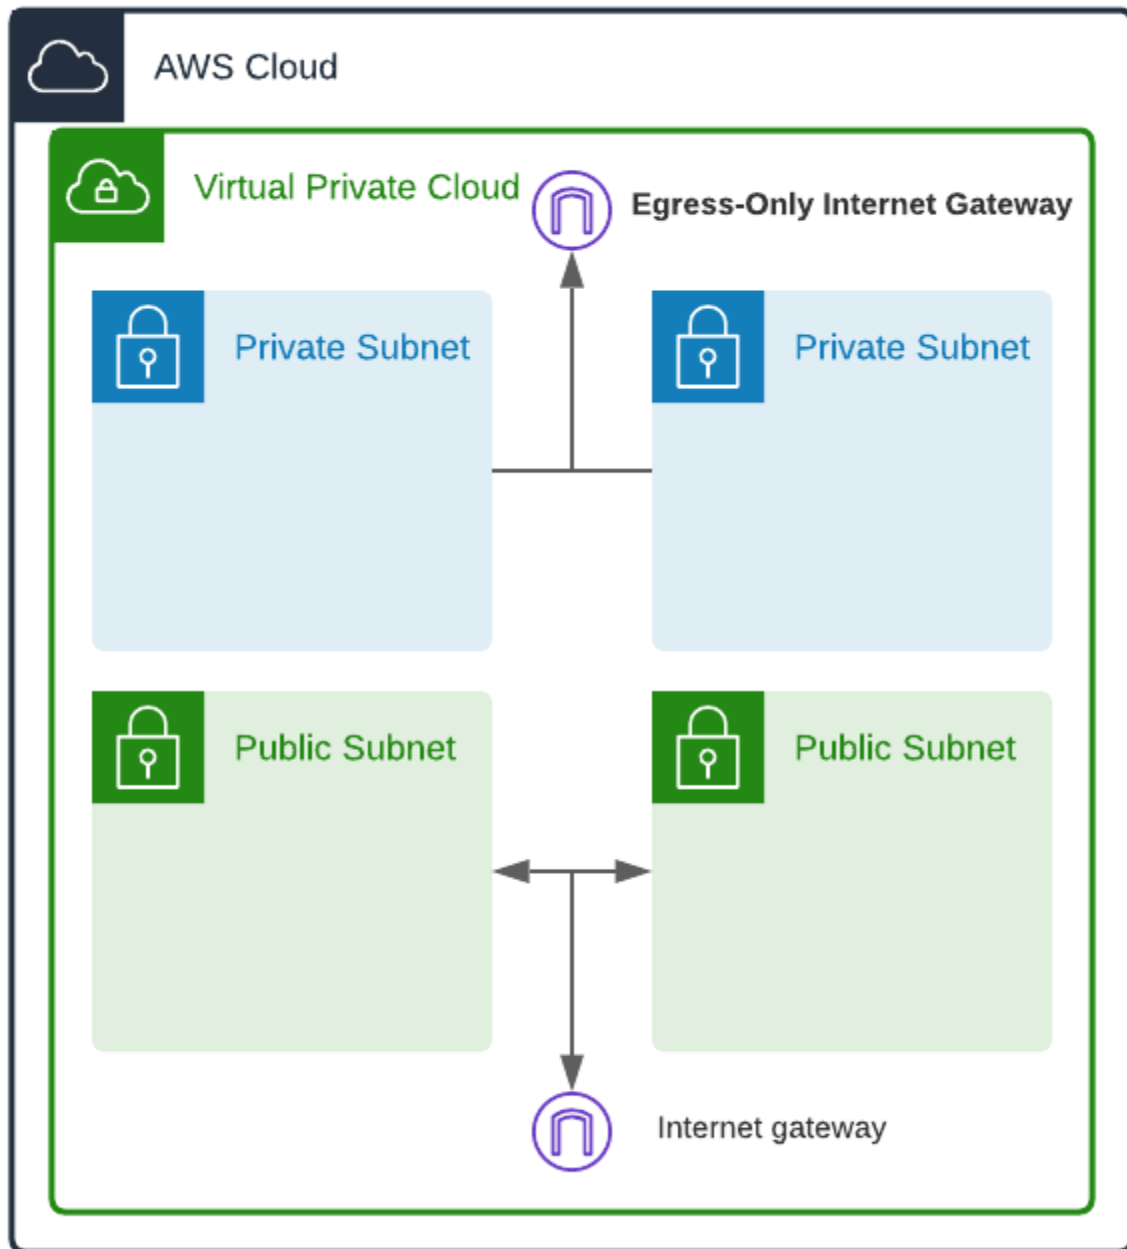 AWS Cloud
Virtual Private Cloud
Egress-Only Internet Gateway
Private Subnet
Private Subnet
Public Subnet
Public Subnet
Internet gateway